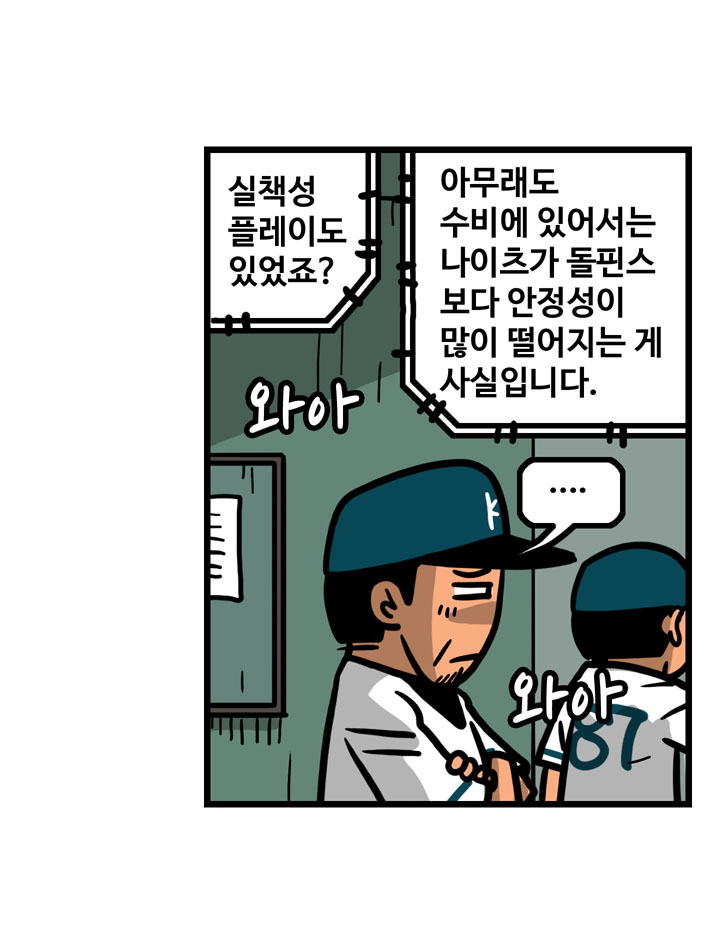 실책성
플레이도
있었죠?
아무래도
수비에 있어서는
나이츠가 돌핀스
보다 안정성이
많이 떨어지는 게
사실입니다.
와아
K
....
와아
87